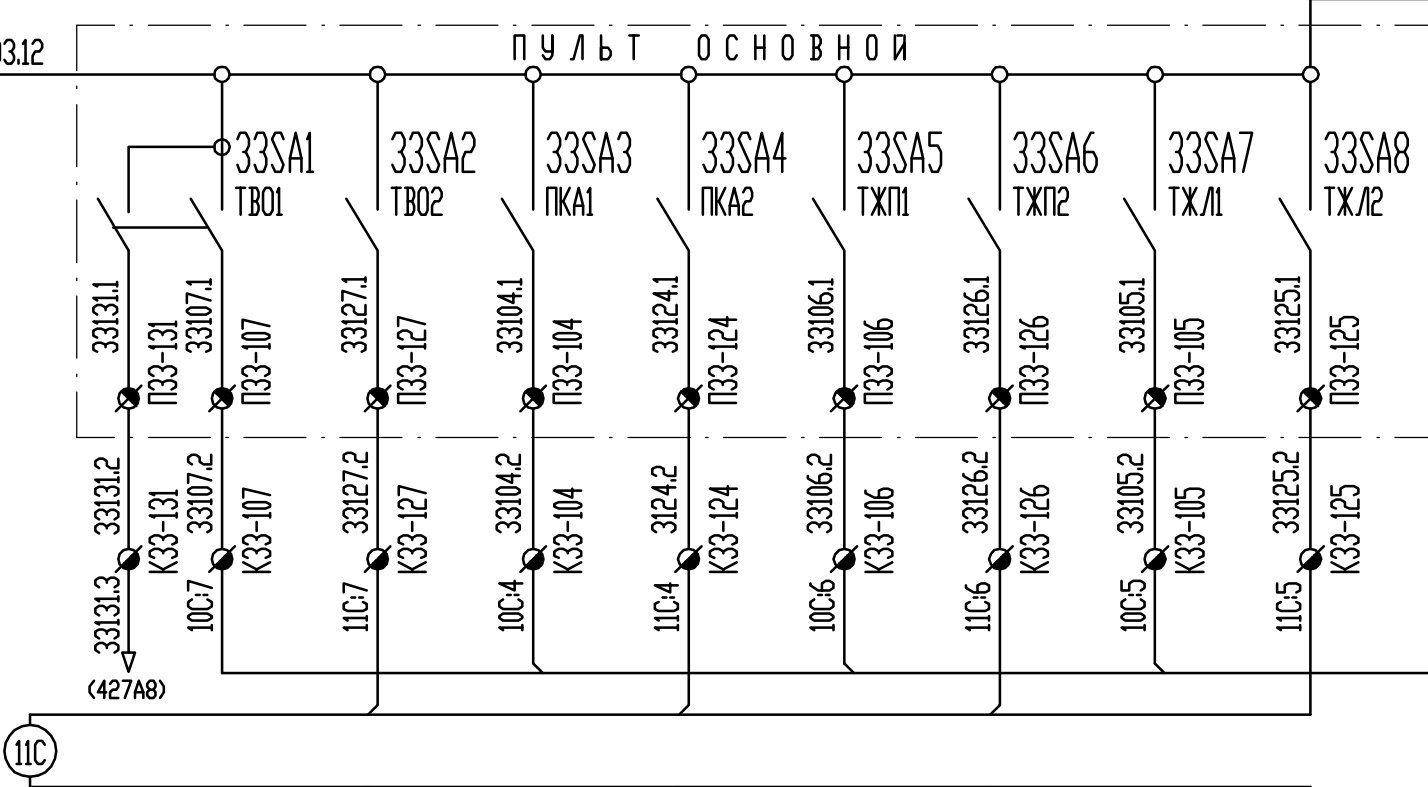 03.12
ПУЛЬТ ОСНОВНОЙ
33SA1 33SA2 33SA3 33SA4 33SA5 33SA6 33SA7 33SA8
ТВО1 ТВО2 ПКА1 ПКА2 ТЖП1 ТЖП2 ТЖЛ1 ТЖЛ2
33131.1 33107.1 33127.1 33104.1 33124.1 33106.1 33126.1 33105.1 33125.1
П33-131 П33-107 П33-127 П33-104 П33-124 П33-106 П33-126 П33-105 П33-125
33131.2 33107.2 33127.2 33104.2 3124.2 33106.2 33126.2 33105.2 33125.2
К33-131 К33-107 К33-127 К33-104 К33-124 К33-106 К33-126 К33-105 К33-125
33131.3 10С:7 11С:7 10С:4 11С:4 10С:6 11С:6 10С:5 11С:5
(427А8)
11С